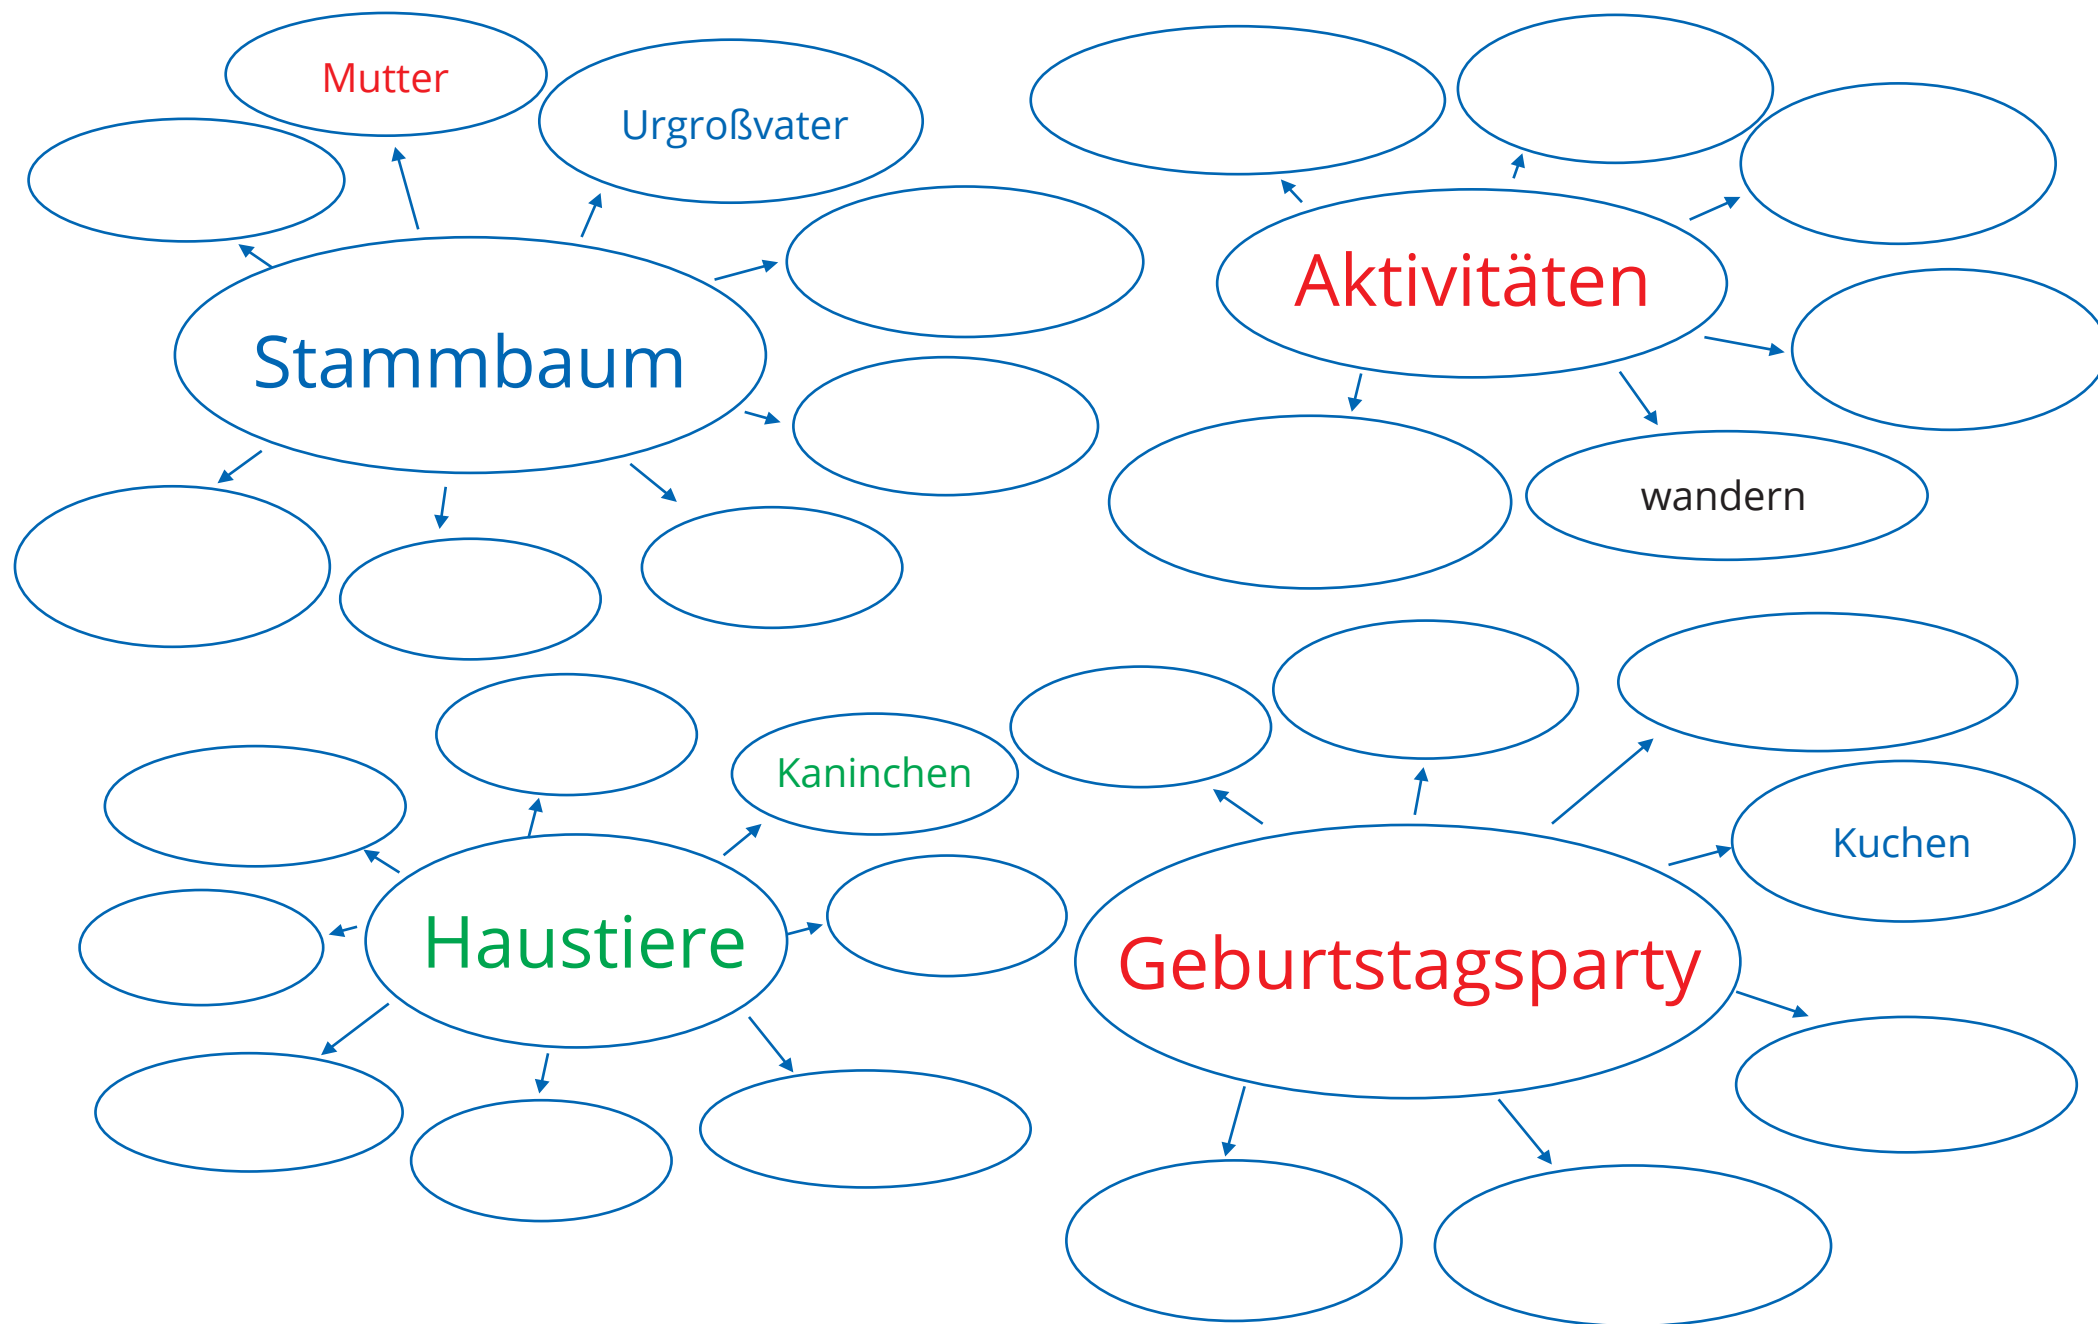 Mutter
Urgroßvater
Stammbaum
Aktivitäten
wandern
Kaninchen
Haustiere
Kuchen
Geburtstagsparty